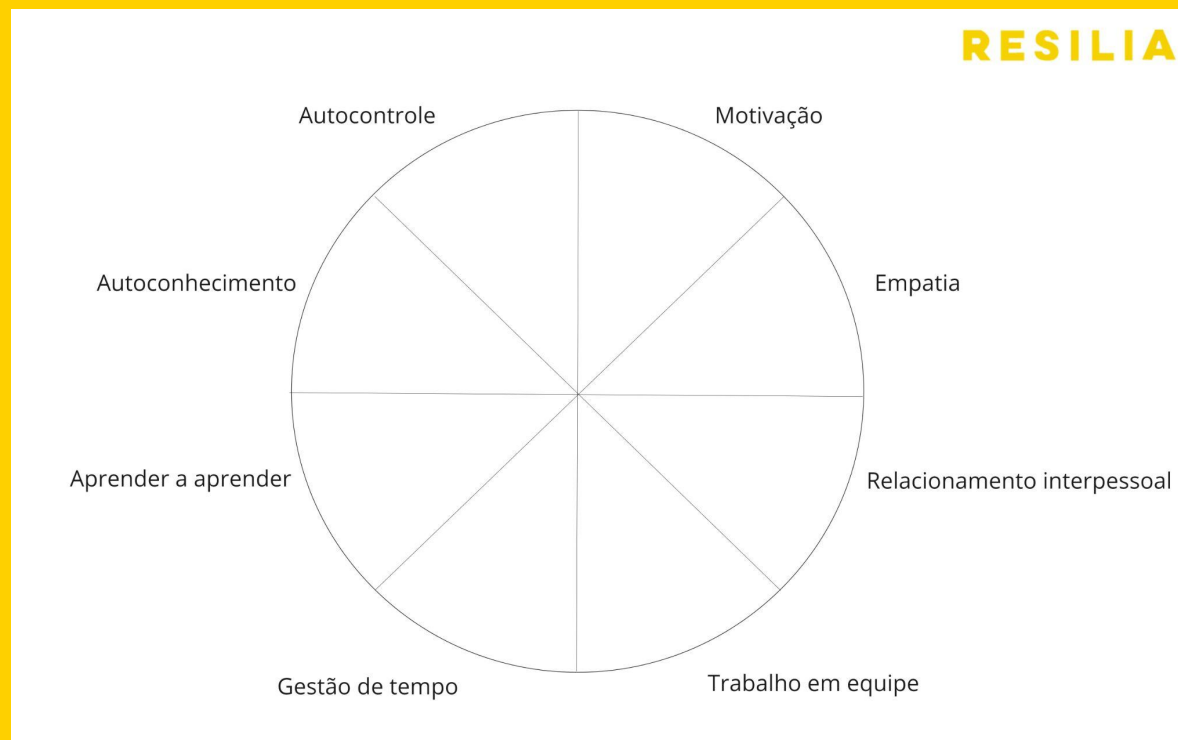 RESILIA
Autocontrole
Motivação
Autoconhecimento
Empatia
Aprender a aprender
Relacionamento interpessoal
Gestão de tempo
Trabalho em equipe